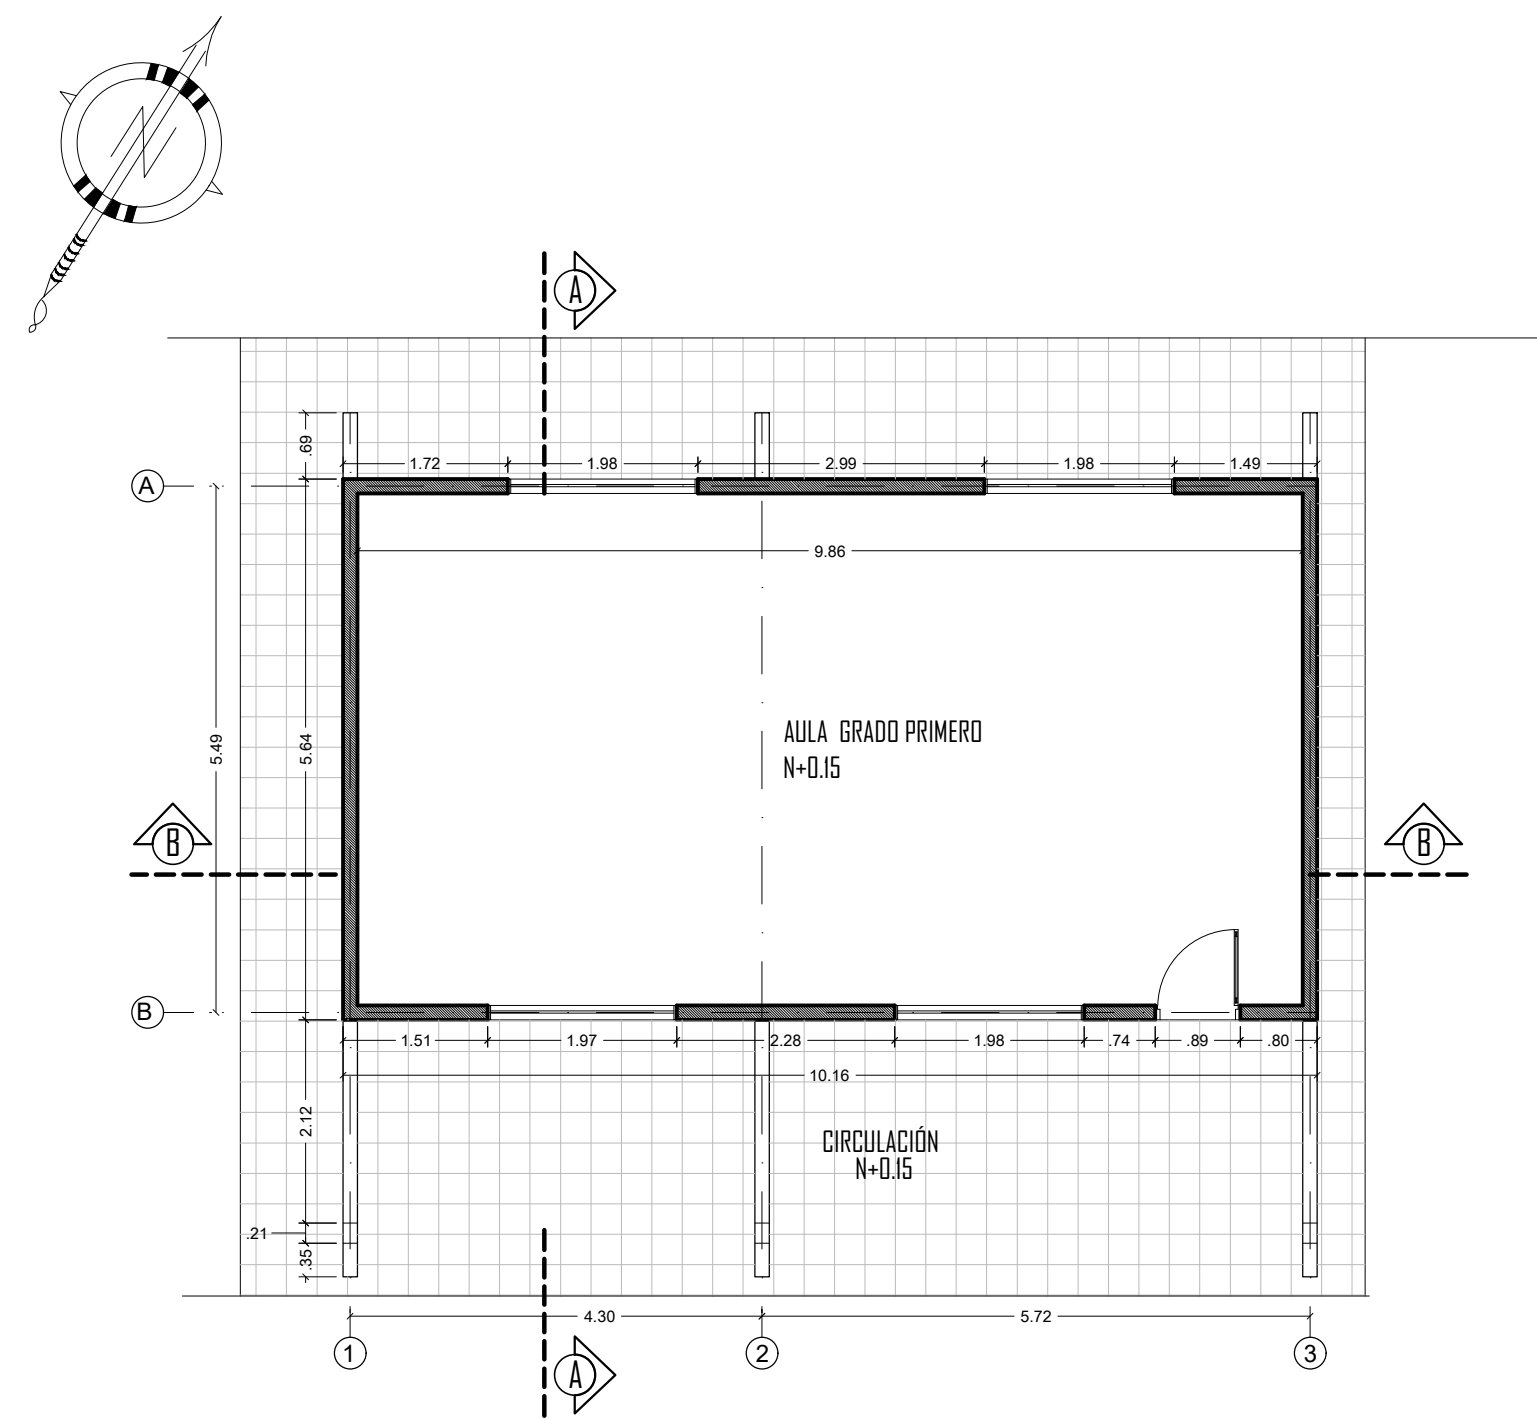 N
A
.69
1.72
1.98
2.99
1.98
1.49
A
9.86
5.49
5.64
AULA GRADO PRIMERO
N+0.15
B
B
B
1.51
1.97
2.28
1.98
.74
.89
.80
10.16
2.12
CIRCULACIÓN
N+0.15
.21
.35
4.30
5.72
1
2
3
A